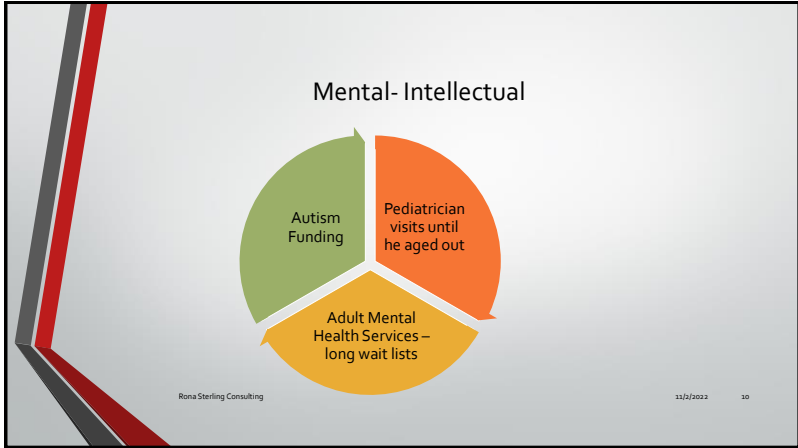 Mental- Intellectual
Autism
Funding
Pediatrician
visits until
he aged out
Adult Mental
Health Services –
long wait lists
Rona Sterling Consulting
11/2/2022
10